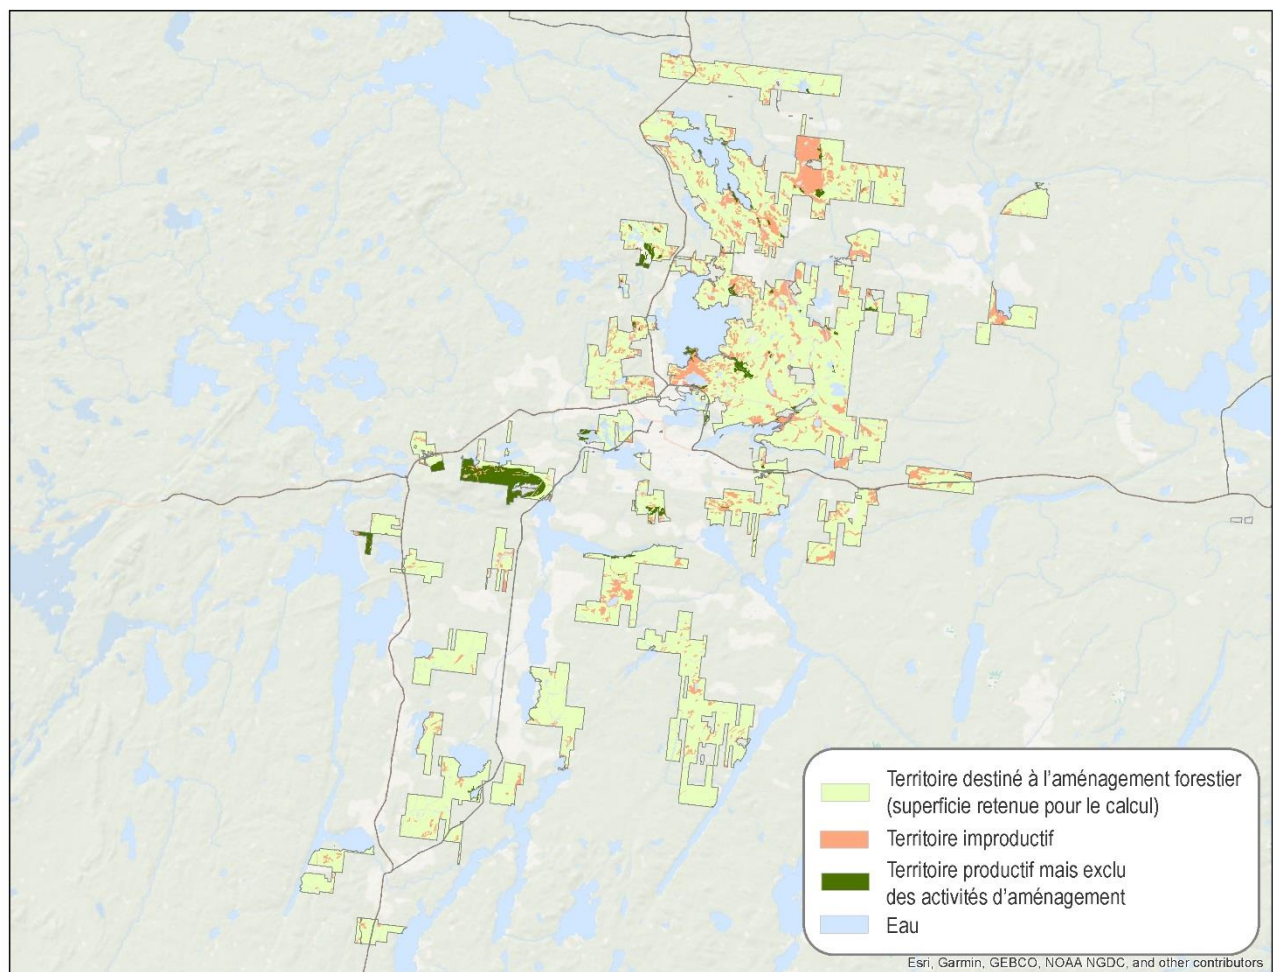 Territoire destiné à l'aménagement forestier
(superficie retenue pour le calcul)
Territoire improductif
Territoire productif mais exclu
des activités d'aménagement
Eau
Esri, Garmin, GEBCO, NOAA NGDC, and other contributors